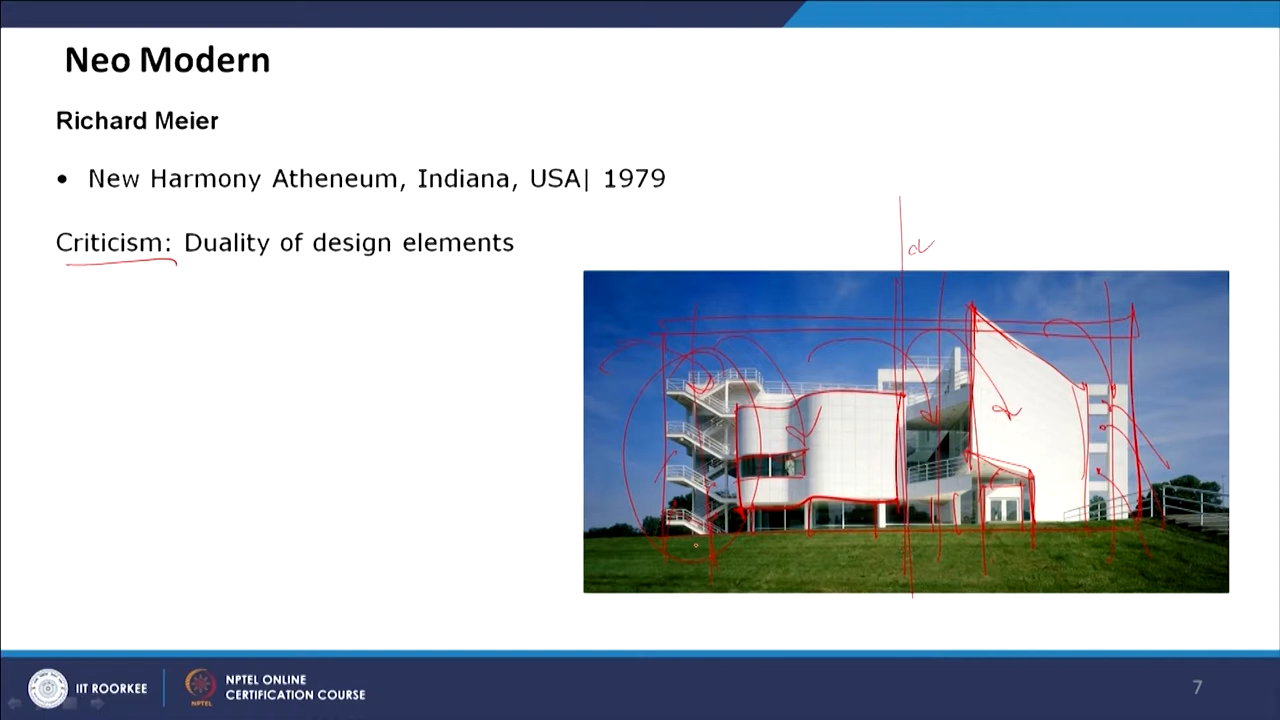 Neo Modern
Richard Meier
• New Harmony Atheneum, Indiana, USA| 1979
Criticism: Duality of design elements
IIT ROORKEE
NPTEL ONLINE
CERTIFICATION COURSE
NPTEL
7